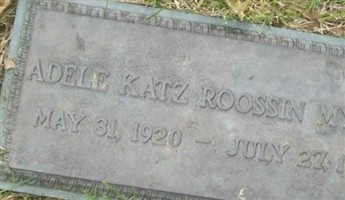 ADELE KATZ ROOSSIN
MAY 31, 1920 – JULY 27,